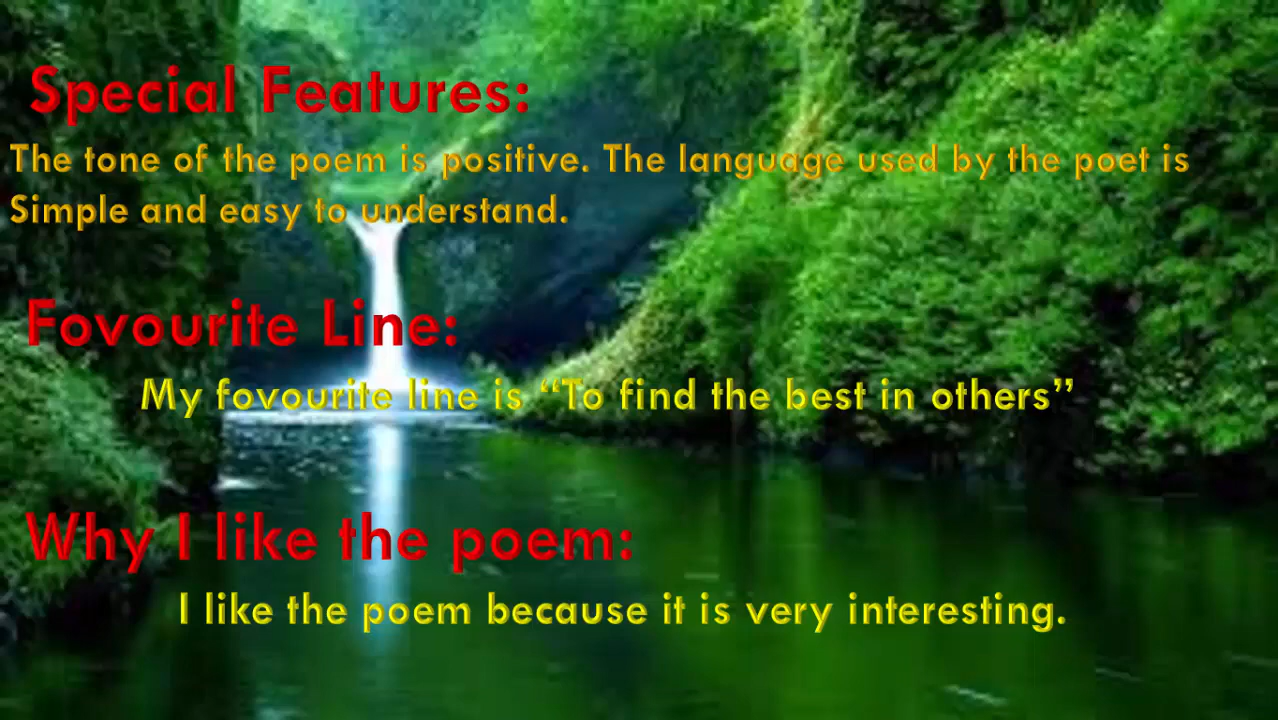 Special Features:
The tone of the poem is positive. The language used by the poet is
Simple and easy to understand.
Fovourite Line:
My fovourite line is “To find the best in others”
Why I like the poem:
I like the poem because it is very interesting.